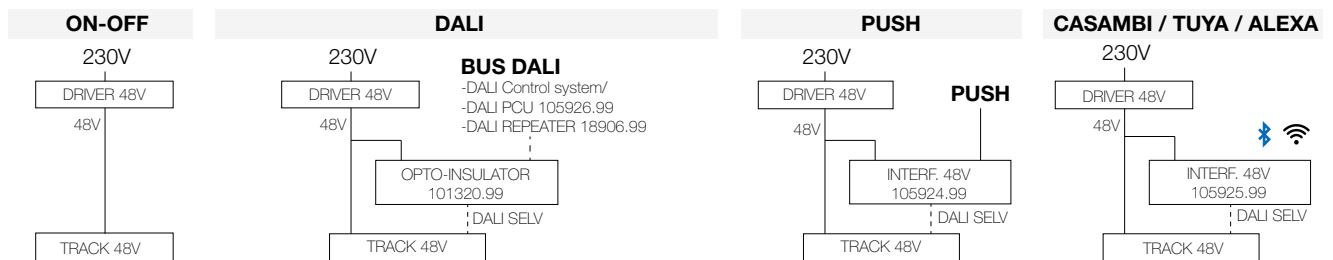 ON-OFF
230V
DRIVER 48V
48V
TRACK 48V
DALI
230V
DRIVER 48V
48V
BUS DALI
-DALI Control system/
-DALI PCU 105926.99
-DALI REPEATER 18906.99
OPTO-INSULATOR
101320.99
DALI SELV
TRACK 48V
PUSH
230V
DRIVER 48V
PUSH
48V
INTERF. 48V
105924.99
DALI SELV
TRACK 48V
CASAMBI / TUYA / ALEXA
230V
DRIVER 48V
48V
INTERF. 48V
105925.99
DALI SELV
TRACK 48V